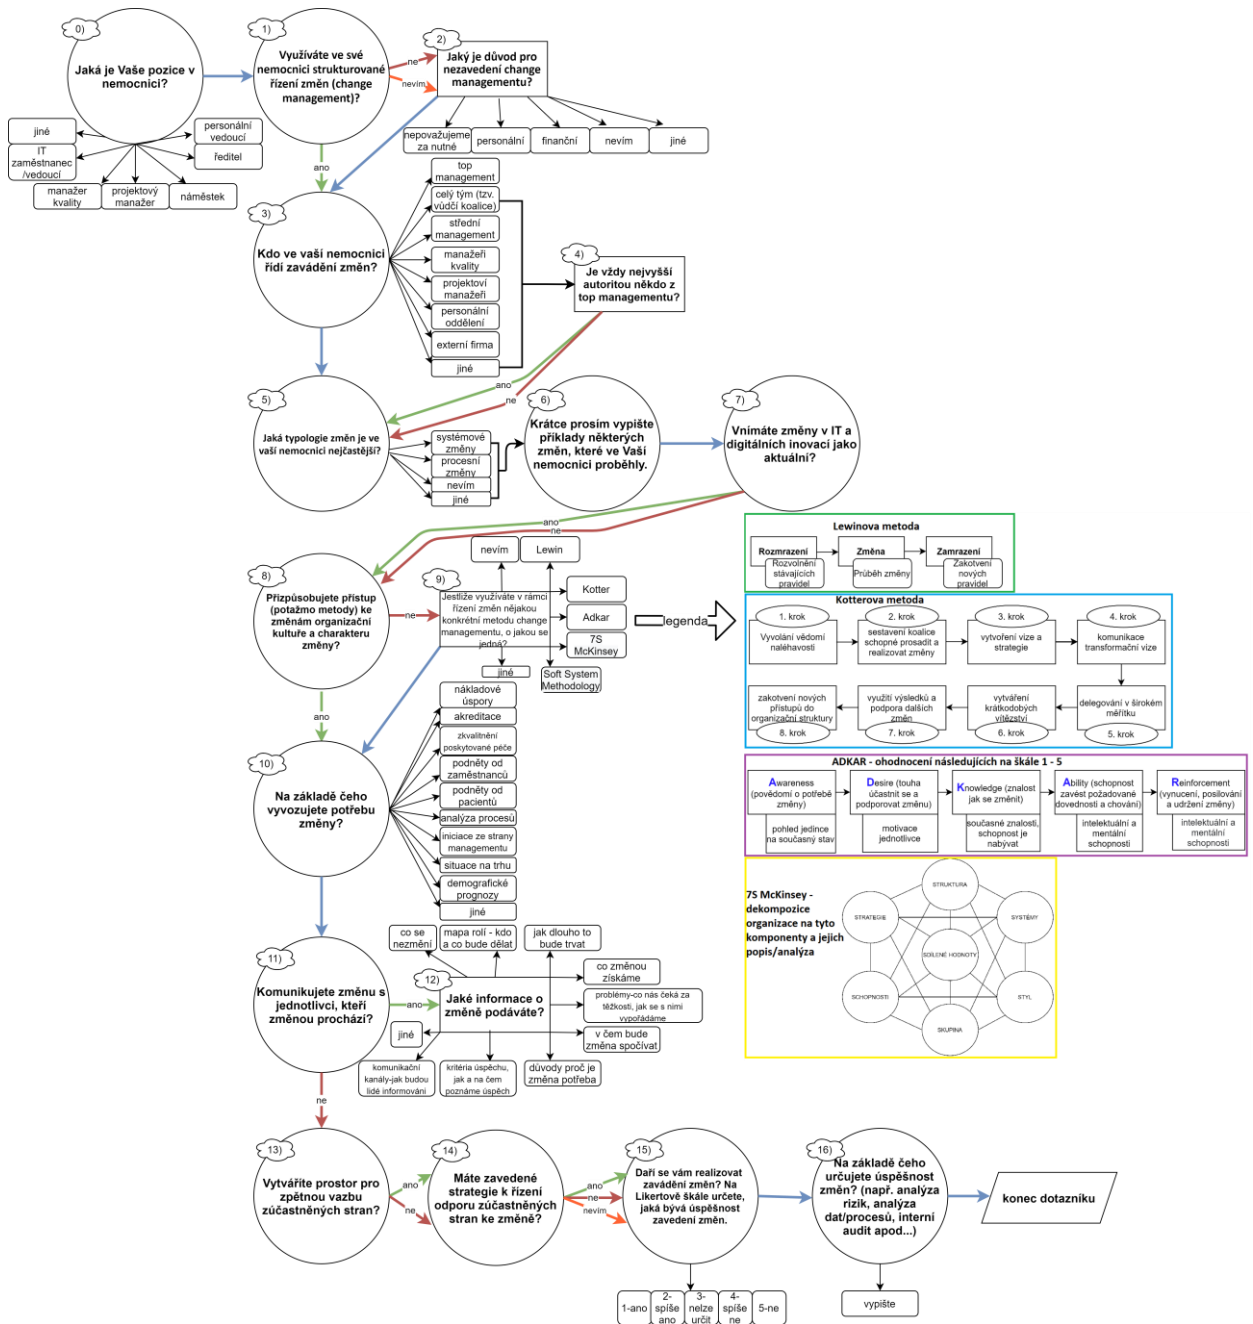 0)
Jaká je Vaše pozice v
nemocnici?
jiné
IT
zaměstnanec
/vedoucí
personální
vedoucí
ředitel
manažer
kvality
projektový
manažer
náměstek
1)
Využíváte ve své
nemocnici strukturované
řízení změn (change
management)?
ne
nevím
ano
2)
Jaký je důvod pro
nezavedení change
managementu?
nepovažujeme
za nutné
personální
finanční
nevím
jiné
3)
Kdo ve vaší nemocnici
řídí zavádění změn?
top
management
celý tým (tzv.
vůdčí koalice)
střední
management
manažeři
kvality
projektoví
manažeři
personální
oddělení
externí firma
jiné
4)
Je vždy nejvyšší
autoritou někdo z
top managementu?
ano
ne
5)
Jaká typologie změn je ve
vaší nemocnici nejčastější?
systémové
změny
procesní
změny
nevím
jiné
6)
Krátce prosím vypište
příklady některých
změn, které ve Vaší
nemocnici proběhly.
7)
Vnímáte změny v IT a
digitálních inovací jako
aktuální?
ano
ne
8)
Přizpůsobujete přístup
(potažmo metody) ke
změnám organizační
kultuře a charakteru
změny?
ne
ano
9)
Jestliže využíváte v rámci
řízení změn nějakou
konkrétní metodu change
managementu, o jakou se
jedná?
nevím
Lewin
Kotter
Adkar
7S
McKinsey
Soft System
Methodology
jiné
legenda
Lewinova metoda
Rozmrazení
Rozvolnění
stávajících
pravidel
Změna
Průběh změny
Zamrazení
Zakotvení
nových
pravidel
Kotterova metoda
1. krok
Vyvolání vědomí
naléhavosti
2. krok
sestavení koalice
schopné prosadit a
realizovat změny
3. krok
vytvoření vize a
strategie
4. krok
komunikace
transformační vize
zakotvení nových
přístupů do
organizační struktury
8. krok
využití výsledků a
podpora dalších
změn
7. krok
vytváření
krátkodobých
vítězství
6. krok
delegování v širokém
měřítku
5. krok
ADKAR - ohodnocení následujících na škále 1 - 5
Awareness
(povědomí o potřebě
změny)
pohled jedince
na současný stav
Desire (touha
účastnit se a
podporovat změnu)
motivace
jednotlivce
Knowledge (znalost
jak se změnit)
současné znalosti,
schopnost je
nabývat
Ability (schopnost
zavést požadované
dovednosti a chování)
intelektuální a
mentální
schopnosti
Reinforcement
(vynucení, posilování
a udržení změny)
intelektuální a
mentální
schopnosti
7S McKinsey -
dekompozice
organizace na tyto
komponenty a jejich
popis/analýza
STRUKTURA
STRATEGIE
SYSTÉMY
SDÍLENÉ HODNOTY
SCHOPNOSTI
STYL
SKUPINA
10)
Na základě čeho
vyvozujete potřebu
změny?
nákladové
úspory
akreditace
zkvalitnění
poskytované péče
podněty od
zaměstnanců
podněty od
pacientů
analýza procesů
iniciace ze strany
managementu
situace na trhu
demografické
prognozy
jiné
11)
Komunikujete změnu s
jednotlivci, kteří
změnou prochází?
ano
ne
12)
Jaké informace o
změně podáváte?
co se
nezmění
mapa rolí - kdo
a co bude dělat
jak dlouho to
bude trvat
co změnou
získáme
problémy-co nás čeká za
těžkosti, jak se s nimi
vypořádáme
v čem bude
změna spočívat
jiné
komunikační
kanály-jak budou
lidé informováni
kritéria úspěchu,
jak a na čem
poznáme úspěch
důvody proč je
změna potřeba
13)
Vytváříte prostor pro
zpětnou vazbu
zúčastněných stran?
ano
ne
14)
Máte zavedené
strategie k řízení
odporu zúčastněných
stran ke změně?
ano
ne
nevím
15)
Daří se vám realizovat
zavádění změn? Na
Likertově škále určete,
jaká bývá úspěšnost
zavedení změn.
1-ano
2-
spíše
ano
3-
nelze
určit
4-
spíše
ne
5-ne
16)
Na základě čeho
určujete úspěšnost
změn? (např. analýza
rizik, analýza
dat/procesů, interní
audit apod...)
vypište
konec dotazníku